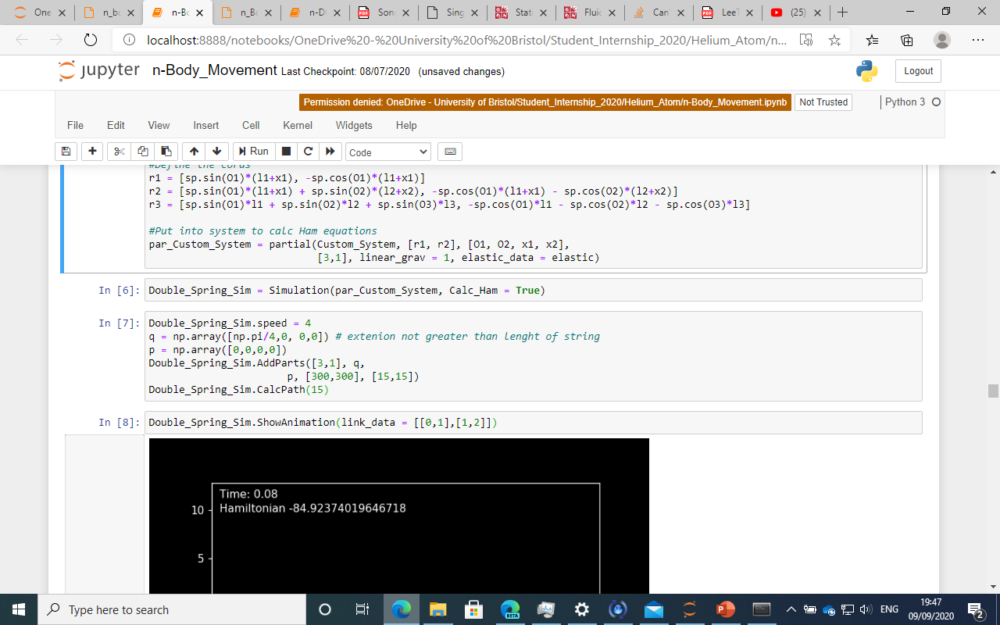 One
n_bo
n-Bo
n_Bo
n-D
Son
Sing
Stati
Fluid
Can
LeeT
(25)
localhost:8888/notebooks/OneDrive%20-%20University%20of%20Bristol/Student_Internship_2020/Helium_Atom/n...
jupyter n-Body_Movement Last Checkpoint: 08/07/2020 (unsaved changes)
Logout
Permission denied: OneDrive - University of Bristol/Student_Internship_2020/Helium_Atom/n-Body_Movement.ipynb
Not Trusted
Python 3
File Edit View Insert Cell Kernel Widgets Help
Run
Code
#Define the Cords
r1 = [sp.sin(O1)*(l1+x1), -sp.cos(O1)*(l1+x1)]
r2 = [sp.sin(O1)*(l1+x1) + sp.sin(O2)*(l2+x2), -sp.cos(O1)*(l1+x1) - sp.cos(O2)*(l2+x2)]
r3 = [sp.sin(O1)*l1 + sp.sin(O2)*l2 + sp.sin(O3)*l3, -sp.cos(O1)*l1 - sp.cos(O2)*l2 - sp.cos(O3)*l3]
#Put into system to calc Ham equations
par_Custom_System = partial(Custom_System, [r1, r2], [O1, O2, x1, x2],
[3,1], linear_grav = 1, elastic_data = elastic)
In [6]: Double_Spring_Sim = Simulation(par_Custom_System, Calc_Ham = True)
In [7]: Double_Spring_Sim.speed = 4
q = np.array([np.pi/4,0, 0,0]) # extenion not greater than lenght of string
p = np.array([0,0,0,0])
Double_Spring_Sim.AddParts([3,1], q,
p, [300,300], [15,15])
Double_Spring_Sim.CalcPath(15)
In [8]: Double_Spring_Sim.ShowAnimation(link_data = [[0,1],[1,2]])
Time: 0.08
Hamiltonian -84.92374019646718
10
5
Type here to search
BETA
ENG
19:47
09/09/2020
2